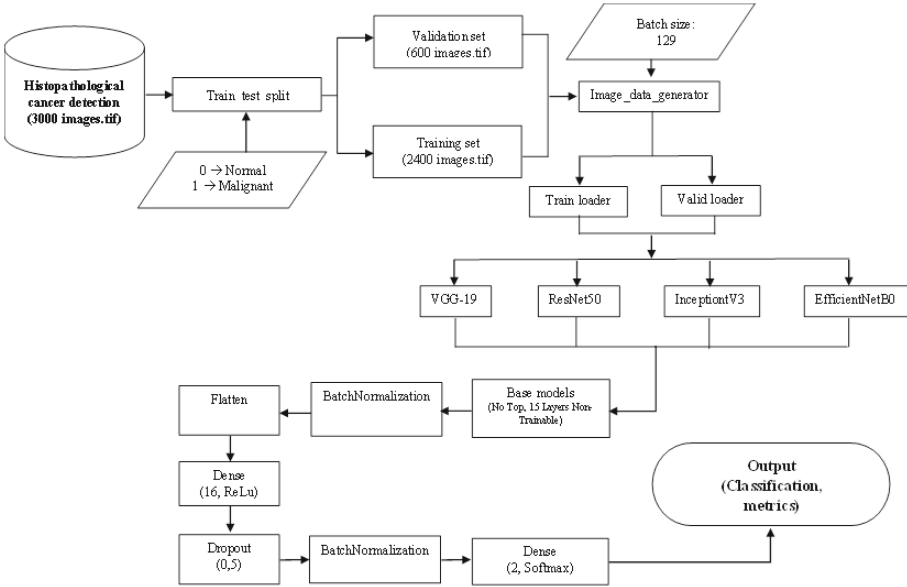 Histopathological
cancer detection
(3000 images.tif)
Train test split
0 → Normal
1 → Malignant
Validation set
(600 images.tif)
Training set
(2400 images.tif)
Batch size:
129
Image_data_generator
Train loader
Valid loader
VGG-19
ResNet50
InceptiontV3
EfficientNetB0
Base models
(No Top, 15 Layers Non-
Trainable)
BatchNormalization
Flatten
Dense
(16, ReLu)
Dropout
(0,5)
BatchNormalization
Dense
(2, Softmax)
Output
(Classification,
metrics)